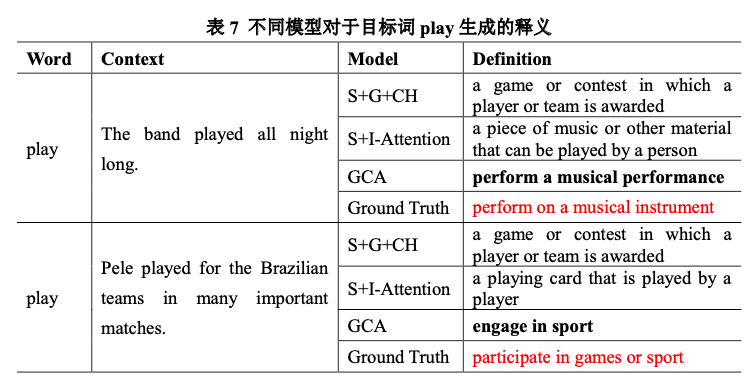 表 7 不同模型对于目标词 play 生成的释义
Word Context Model Definition
play
The band played all night
long.
S+G+CH
a game or contest in which a
player or team is awarded
S+I-Attention
a piece of music or other material
that can be played by a person
GCA
perform a musical performance
Ground Truth
perform on a musical instrument
play
Pele played for the Brazilian
teams in many important
matches.
S+G+CH
a game or contest in which a
player or team is awarded
S+I-Attention
a playing card that is played by a
player
GCA
engage in sport
Ground Truth
participate in games or sport